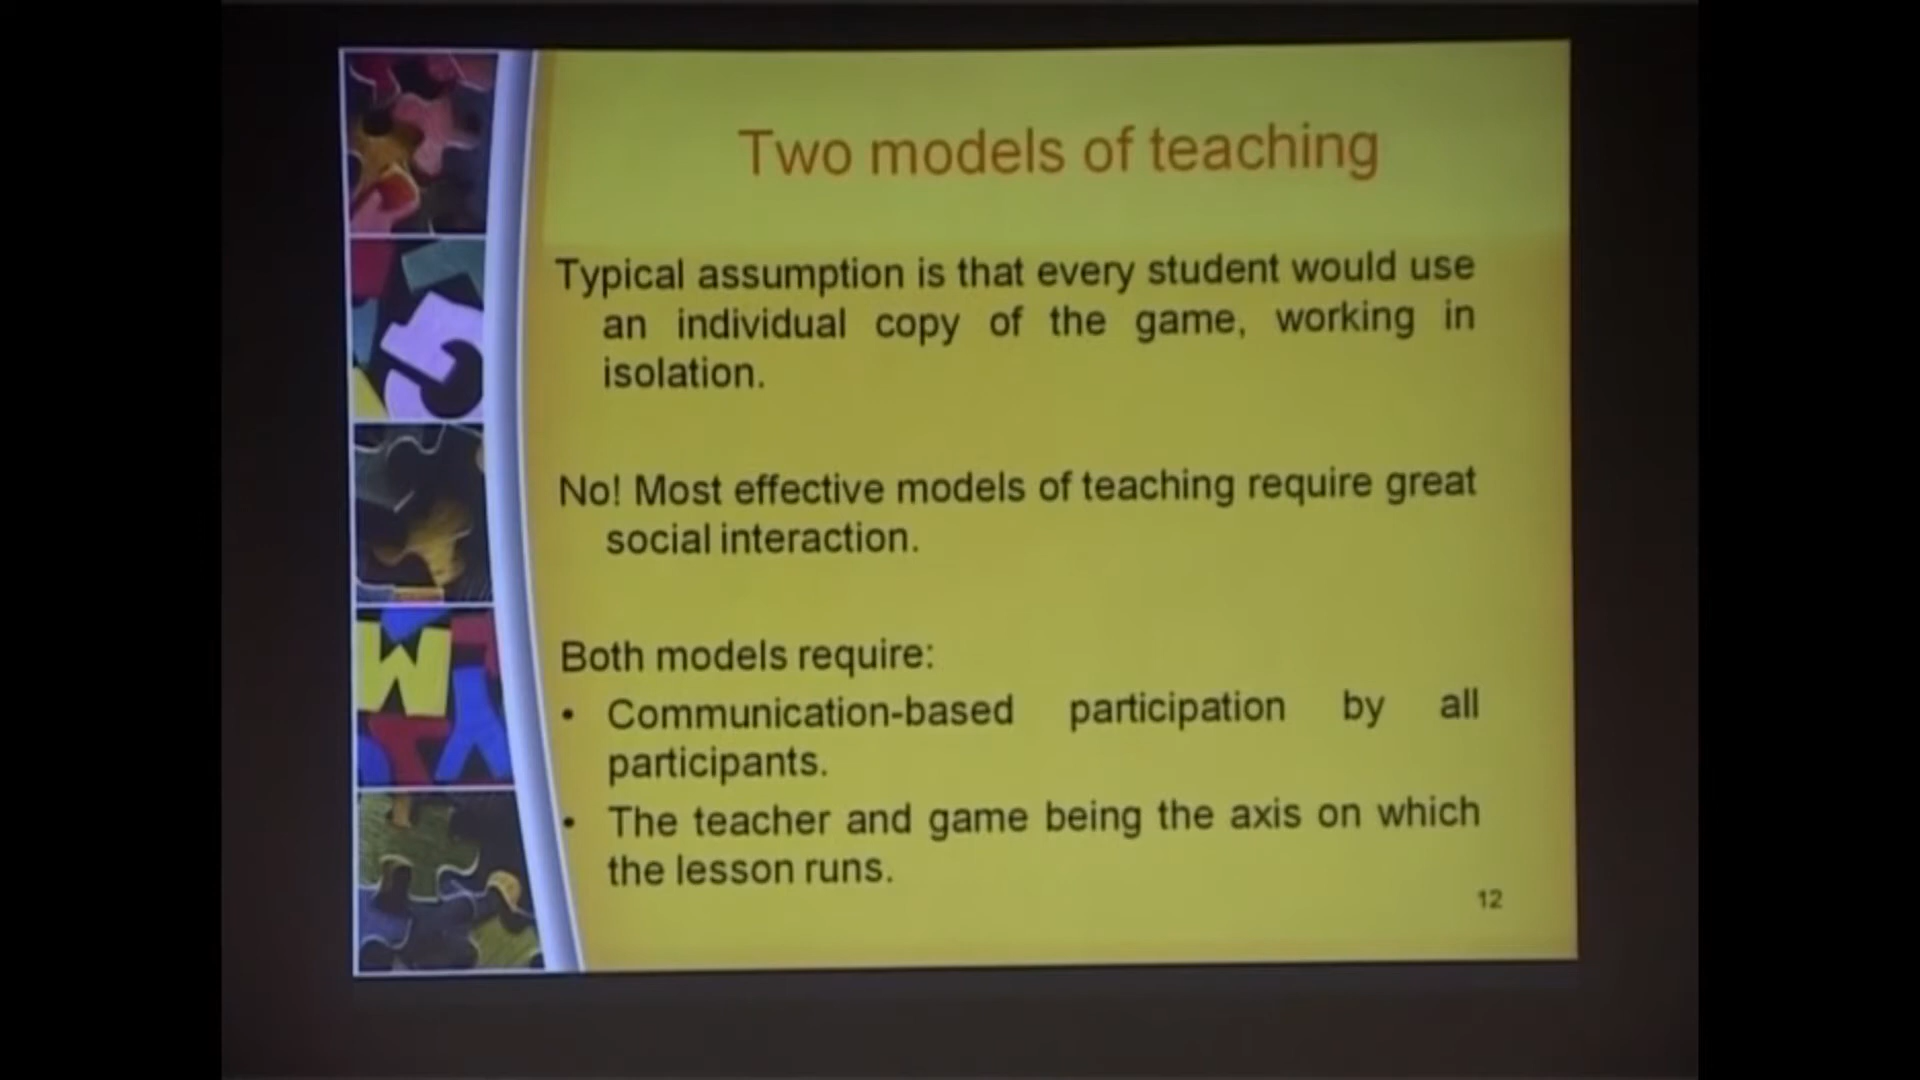 Two models of teaching
Typical assumption is that every student would use
an individual copy of the game, working in
isolation.
No! Most effective models of teaching require great
social interaction.
Both models require:
• Communication-based participation by all
participants.
• The teacher and game being the axis on which
the lesson runs.
12